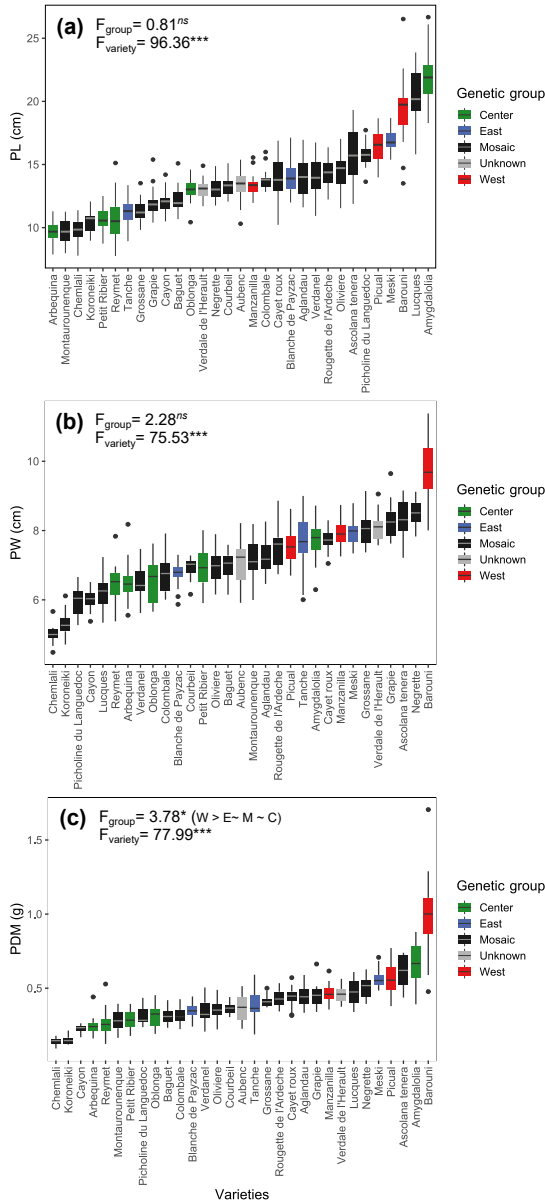 (a)
F group = 0.81 ns
F variety = 96.36***
25
20
15
10
PL (cm)
Arbequina
Montaurounenque
Chemlali
Koroneiki
Petit Ribier
Reymet
Tanche
Grossane
Grapie
Cayon
Baguet
Oblonga
Verdale de l'Herault
Negrette
Courbeil
Aubenc
Manzanilla
Colombale
Cayet roux
Blanche de Payzac
Aglandau
Verdanel
Rougette de l'Ardeche
Oliviere
Ascolana tenera
Picholine du Languedoc
Picual
Meski
Barouni
Lucques
Amygdalolia
Genetic group
Center
East
Mosaic
Unknown
West
(b)
F group = 2.28 ns
F variety = 75.53***
10
8
6
PW (cm)
Chemlali
Koroneiki
Picholine du Languedoc
Cayon
Lucques
Reymet
Arbequina
Verdanel
Oblonga
Colombale
Blanche de Payzac
Courbeil
Petit Ribier
Oliviere
Baguet
Aubenc
Montaurounenque
Aglandau
Rougette de l'Ardeche
Picual
Tanche
Amygdalolia
Cayet roux
Manzanilla
Meski
Grossane
Verdale de l'Herault
Grapie
Ascolana tenera
Negrette
Barouni
Genetic group
Center
East
Mosaic
Unknown
West
(c)
F group = 3.78* (W > E~ M ~ C)
F variety = 77.99***
1.5
1.0
0.5
PDM (g)
Chemlali
Koroneiki
Cayon
Arbequina
Reymet
Montaurounenque
Petit Ribier
Picholine du Languedoc
Oblonga
Baguet
Colombale
Blanche de Payzac
Verdanel
Oliviere
Courbeil
Aubenc
Tanche
Grossane
Rougette de l'Ardeche
Cayet roux
Aglandau
Grapie
Manzanilla
Verdale de l'Herault
Lucques
Negrette
Meski
Picual
Ascolana tenera
Amygdalolia
Barouni
Genetic group
Center
East
Mosaic
Unknown
West
Varieties